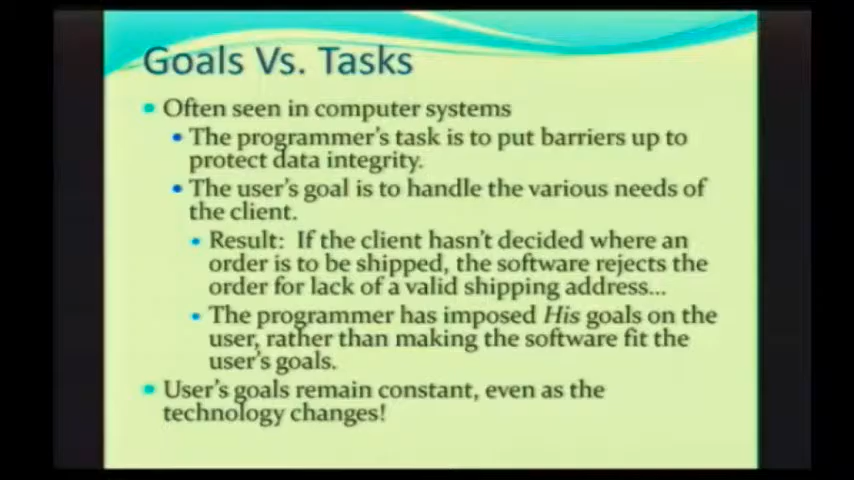 Goals Vs. Tasks
Often seen in computer systems
The programmer's task is to put barriers up to
protect data integrity.
The user's goal is to handle the various needs of
the client.
Result: If the client hasn't decided where an
order is to be shipped, the software rejects the
order for lack of a valid shipping address...
The programmer has imposed His goals on the
user, rather than making the software fit the
user's goals.
User's goals remain constant, even as the
technology changes!